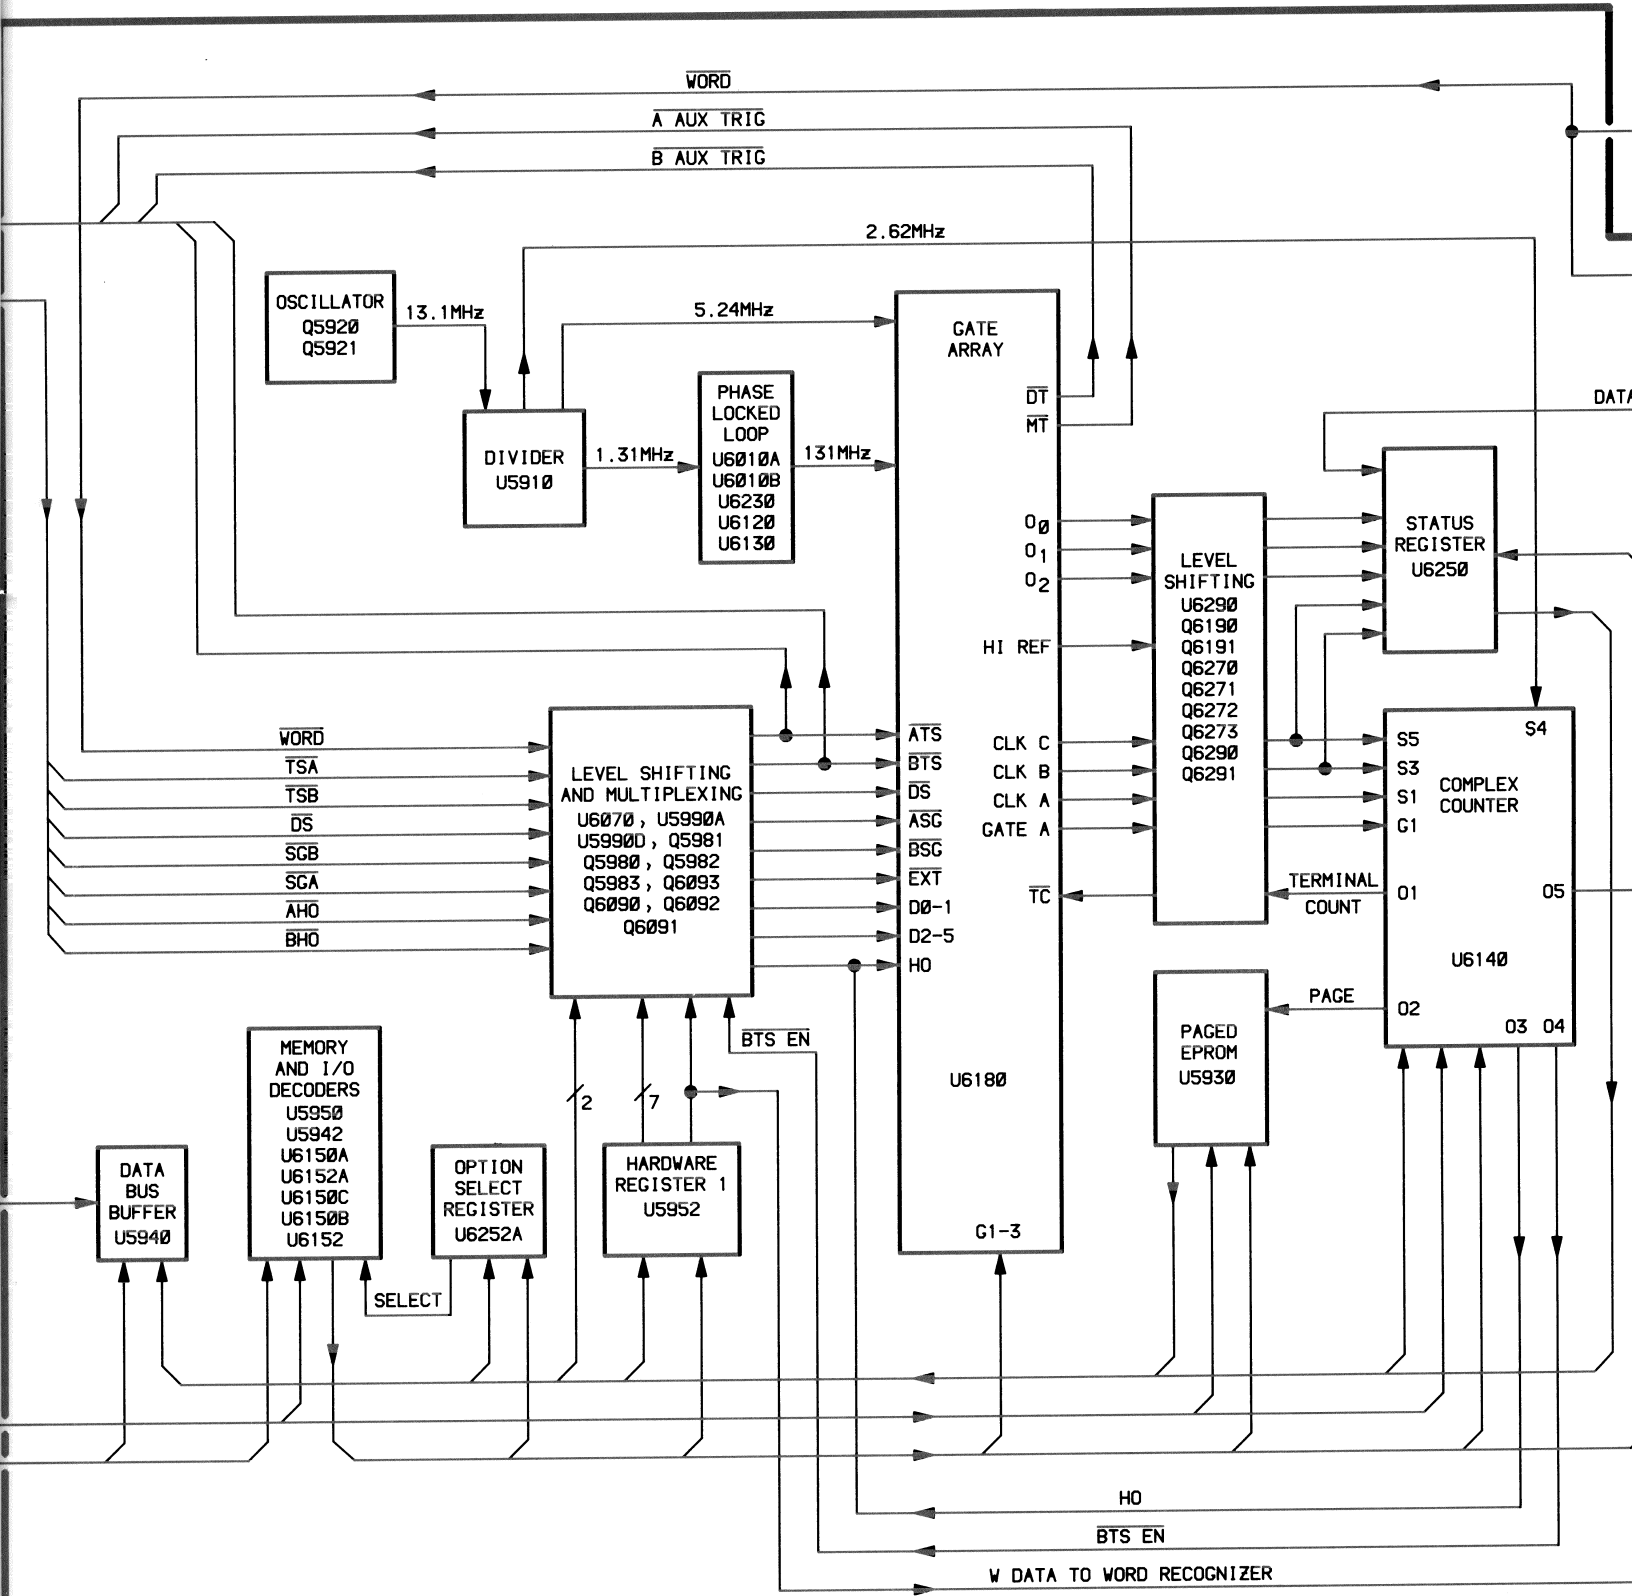 WORD
A AUX TRIG
B AUX TRIG
2.62MHz
OSCILLATOR
Q5920
Q5921
13.1MHz
5.24MHz
DIVIDER
U5910
1.31MHz
PHASE
LOCKED
LOOP
U6010A
U6010B
U6230
U6120
U6130
131MHz
GATE
ARRAY
DT
MT
O0
O1
O2
HI REF
CLK C
CLK B
CLK A
GATE A
TC
ATS
BTS
DS
ASG
BSG
EXT
D0-1
D2-5
HO
U6180
G1-3
LEVEL
SHIFTING
U6290
Q6190
Q6191
Q6270
Q6271
Q6272
Q6273
Q6290
Q6291
DATA
STATUS
REGISTER
U6250
S4
S5
S3
S1
G1
COMPLEX
COUNTER
TERMINAL
COUNT
O1
O5
U6140
PAGE
O2
O3 O4
PAGED
EPROM
U5930
WORD
TSA
TSB
DS
SGB
SGA
AHO
BHO
LEVEL SHIFTING
AND MULTIPLEXING
U6070, U5990A
U5990D, Q5981
Q5980, Q5982
Q5983, Q6093
Q6090, Q6092
Q6091
BTS EN
2
7
MEMORY
AND I/O
DECODERS
U5950
U5942
U6150A
U6152A
U6150C
U6150B
U6152
DATA
BUS
BUFFER
U5940
OPTION
SELECT
REGISTER
U6252A
HARDWARE
REGISTER 1
U5952
SELECT
HO
BTS EN
W DATA TO WORD RECOGNIZER